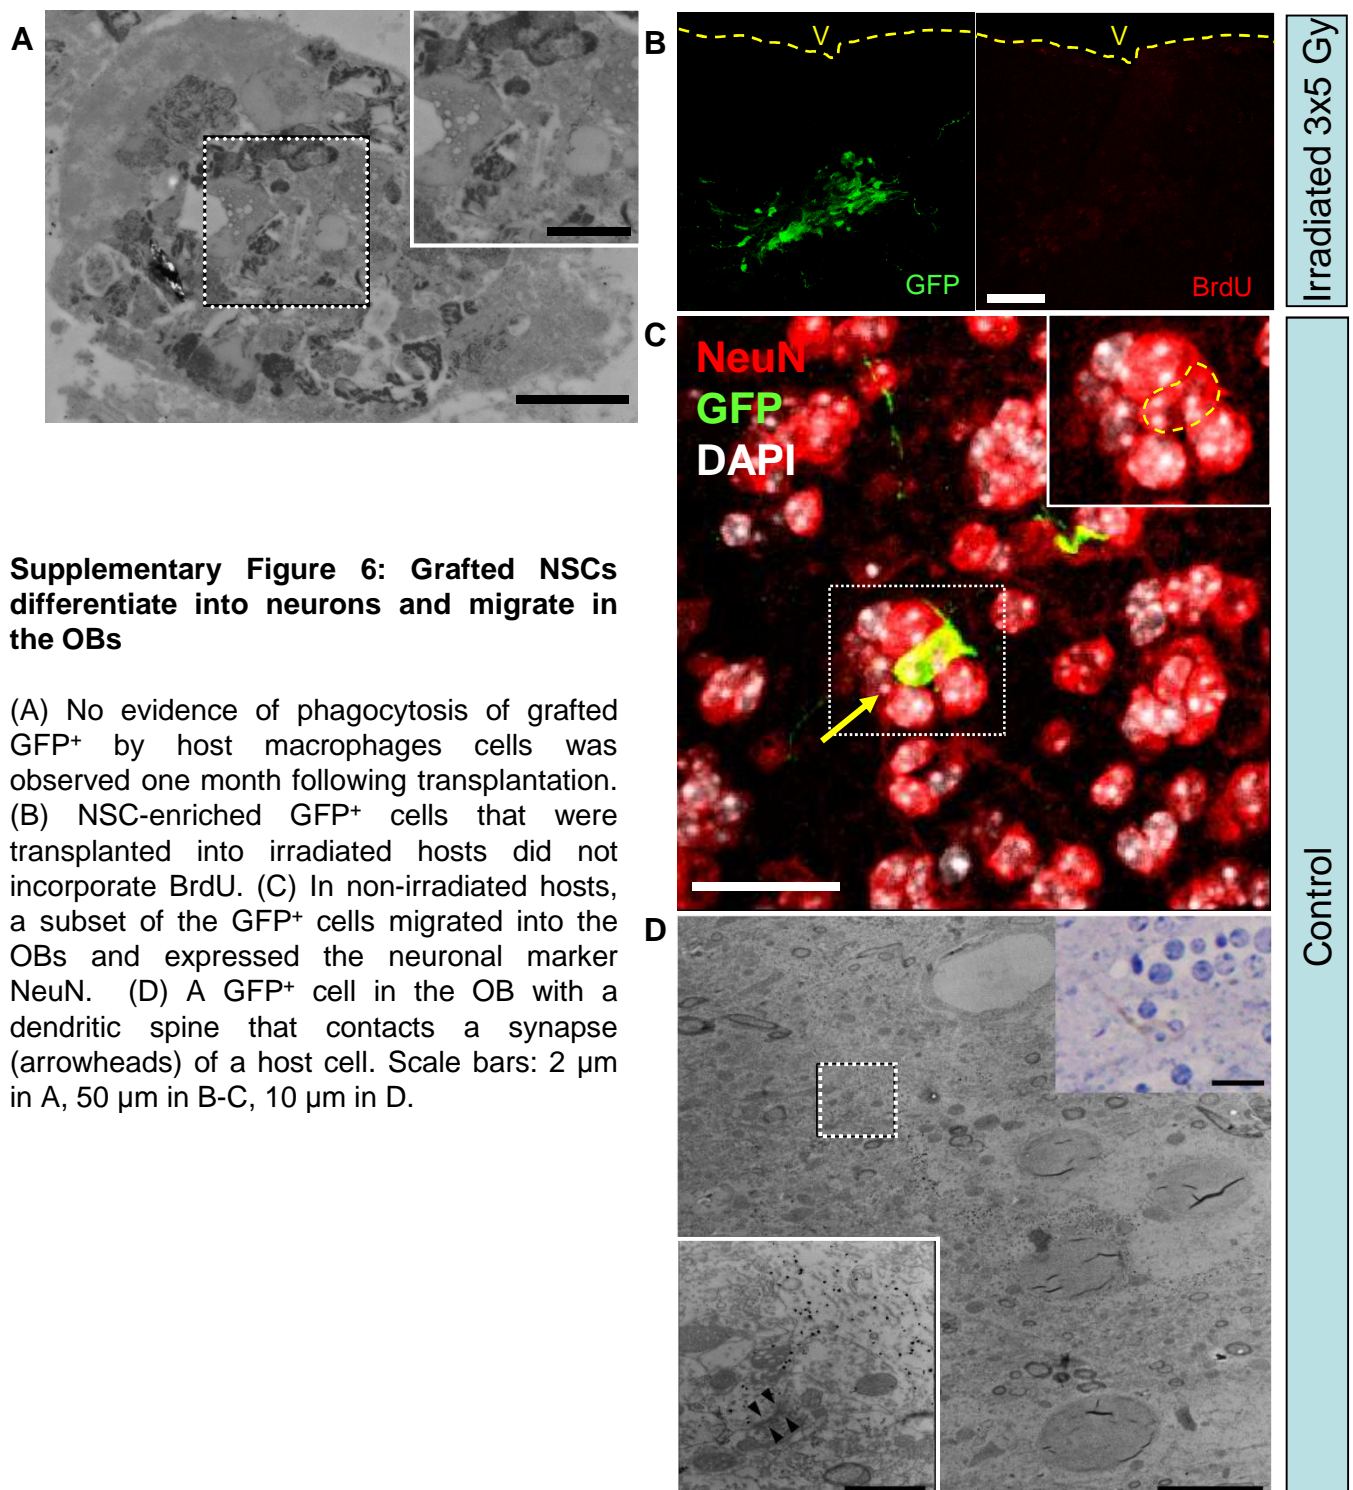 A
B
V
V
GFP
BrdU
Irradiated 3x5 Gy
C
NeuN
GFP
DAPI
Control
D
Supplementary Figure 6: Grafted NSCs
differentiate into neurons and migrate in
the OBs
(A) No evidence of phagocytosis of grafted
GFP⁺ by host macrophages cells was
observed one month following transplantation.
(B) NSC-enriched GFP⁺ cells that were
transplanted into irradiated hosts did not
incorporate BrdU. (C) In non-irradiated hosts,
a subset of the GFP⁺ cells migrated into the
OBs and expressed the neuronal marker
NeuN. (D) A GFP⁺ cell in the OB with a
dendritic spine that contacts a synapse
(arrowheads) of a host cell. Scale bars: 2 µm
in A, 50 µm in B-C, 10 µm in D.